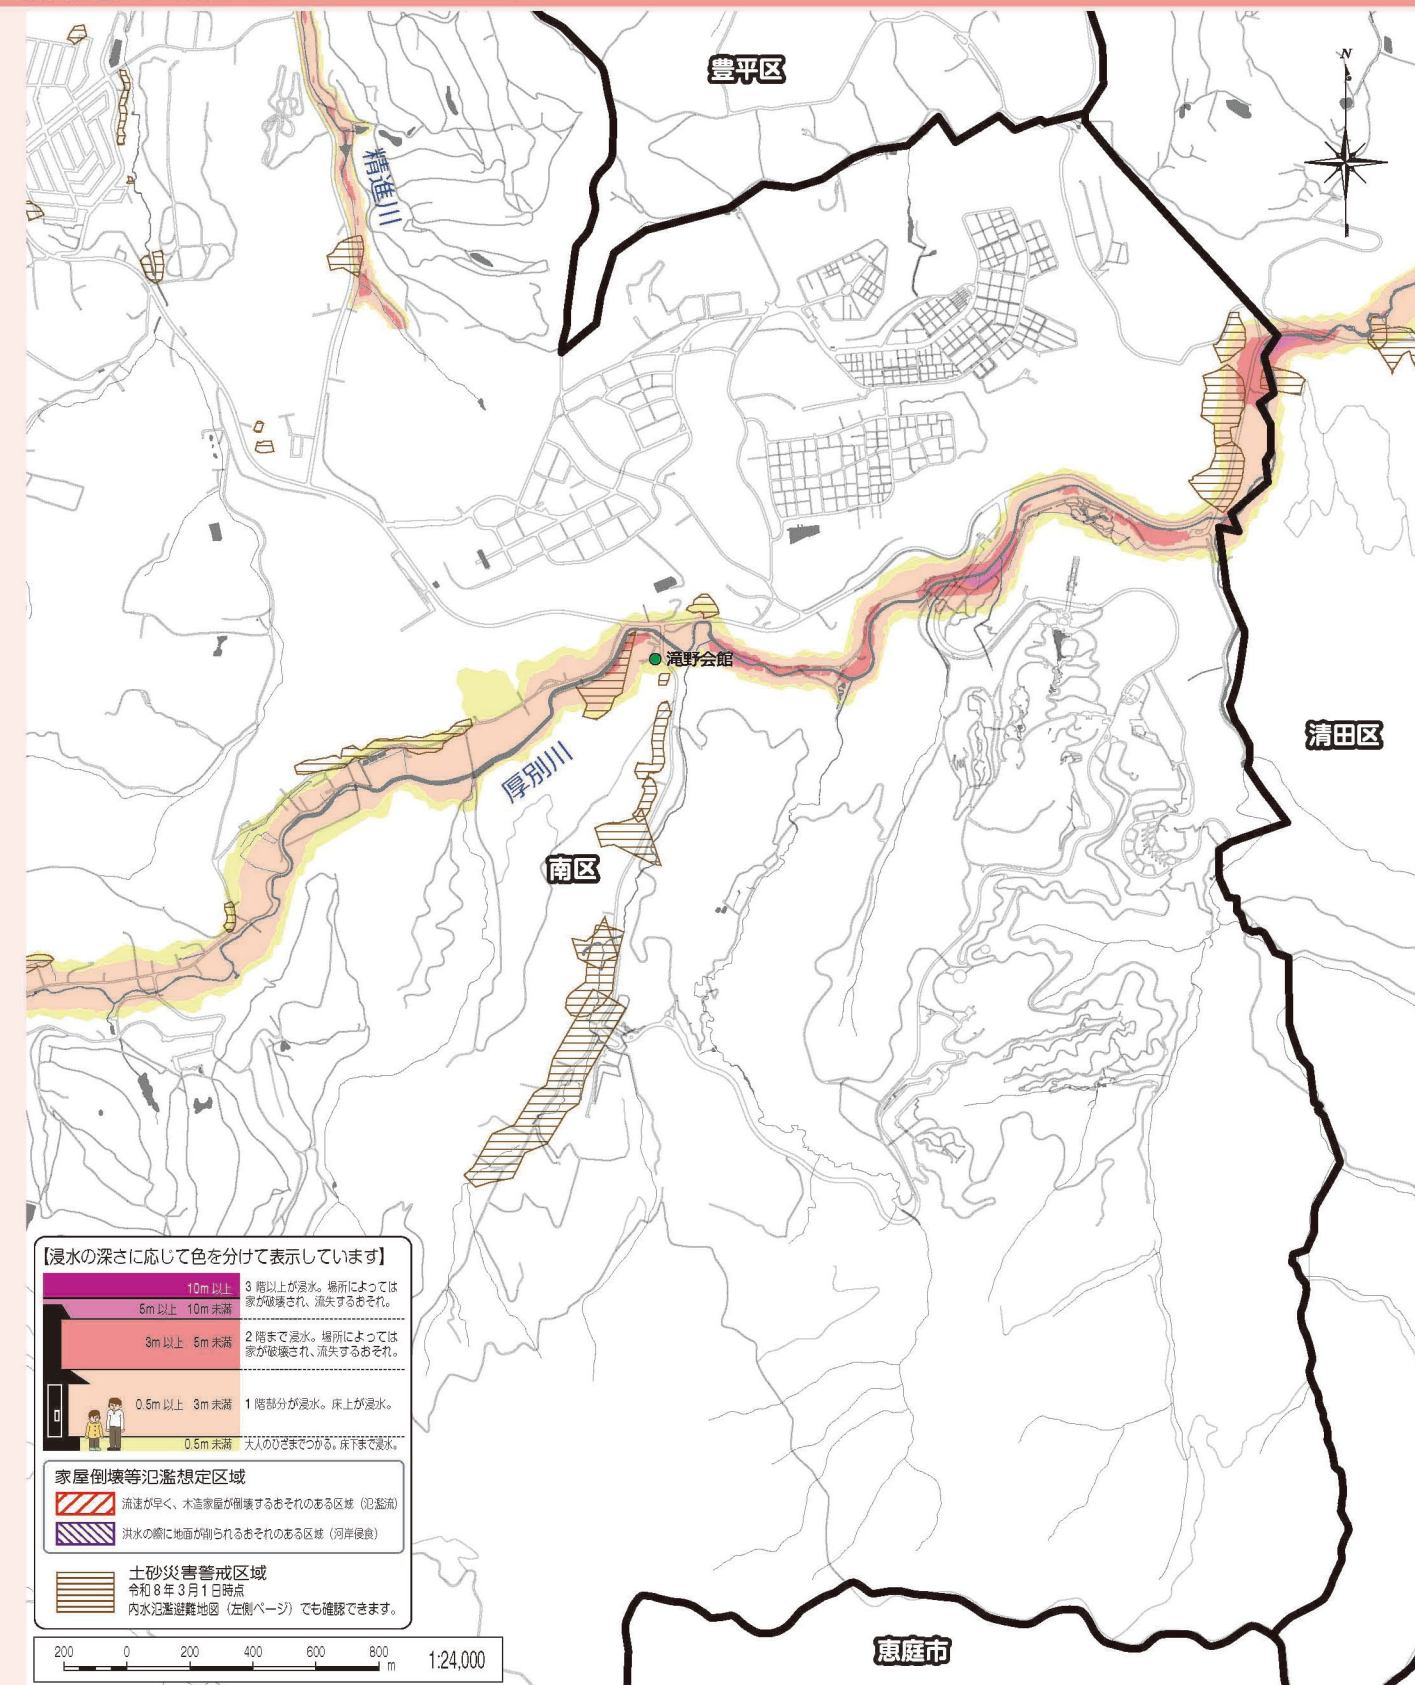 豊平区
N
精進川
滝野会館
清田区
厚別川
南区
【浸水の深さに応じて色を分けて表示しています】
10m 以上
3 階以上が浸水。場所によっては
家が破壊され、流失するおそれ。
5m 以上 10m 未満
3m 以上 5m 未満
2 階まで浸水。場所によっては
家が破壊され、流失するおそれ。
0.5m 以上 3m 未満
1 階部分が浸水。床上が浸水。
0.5m 未満
大人のひざまでつかる。床下まで浸水。
家屋倒壊等氾濫想定区域
流速が早く、木造家屋が倒壊するおそれのある区域（氾濫流）
洪水の際に地面が削られるおそれのある区域（河岸侵食）
土砂災害警戒区域
令和8年3月1日時点
内水氾濫避難地図（左側ページ）でも確認できます。
200 0 200 400 600 800
m
1:24,000
恵庭市